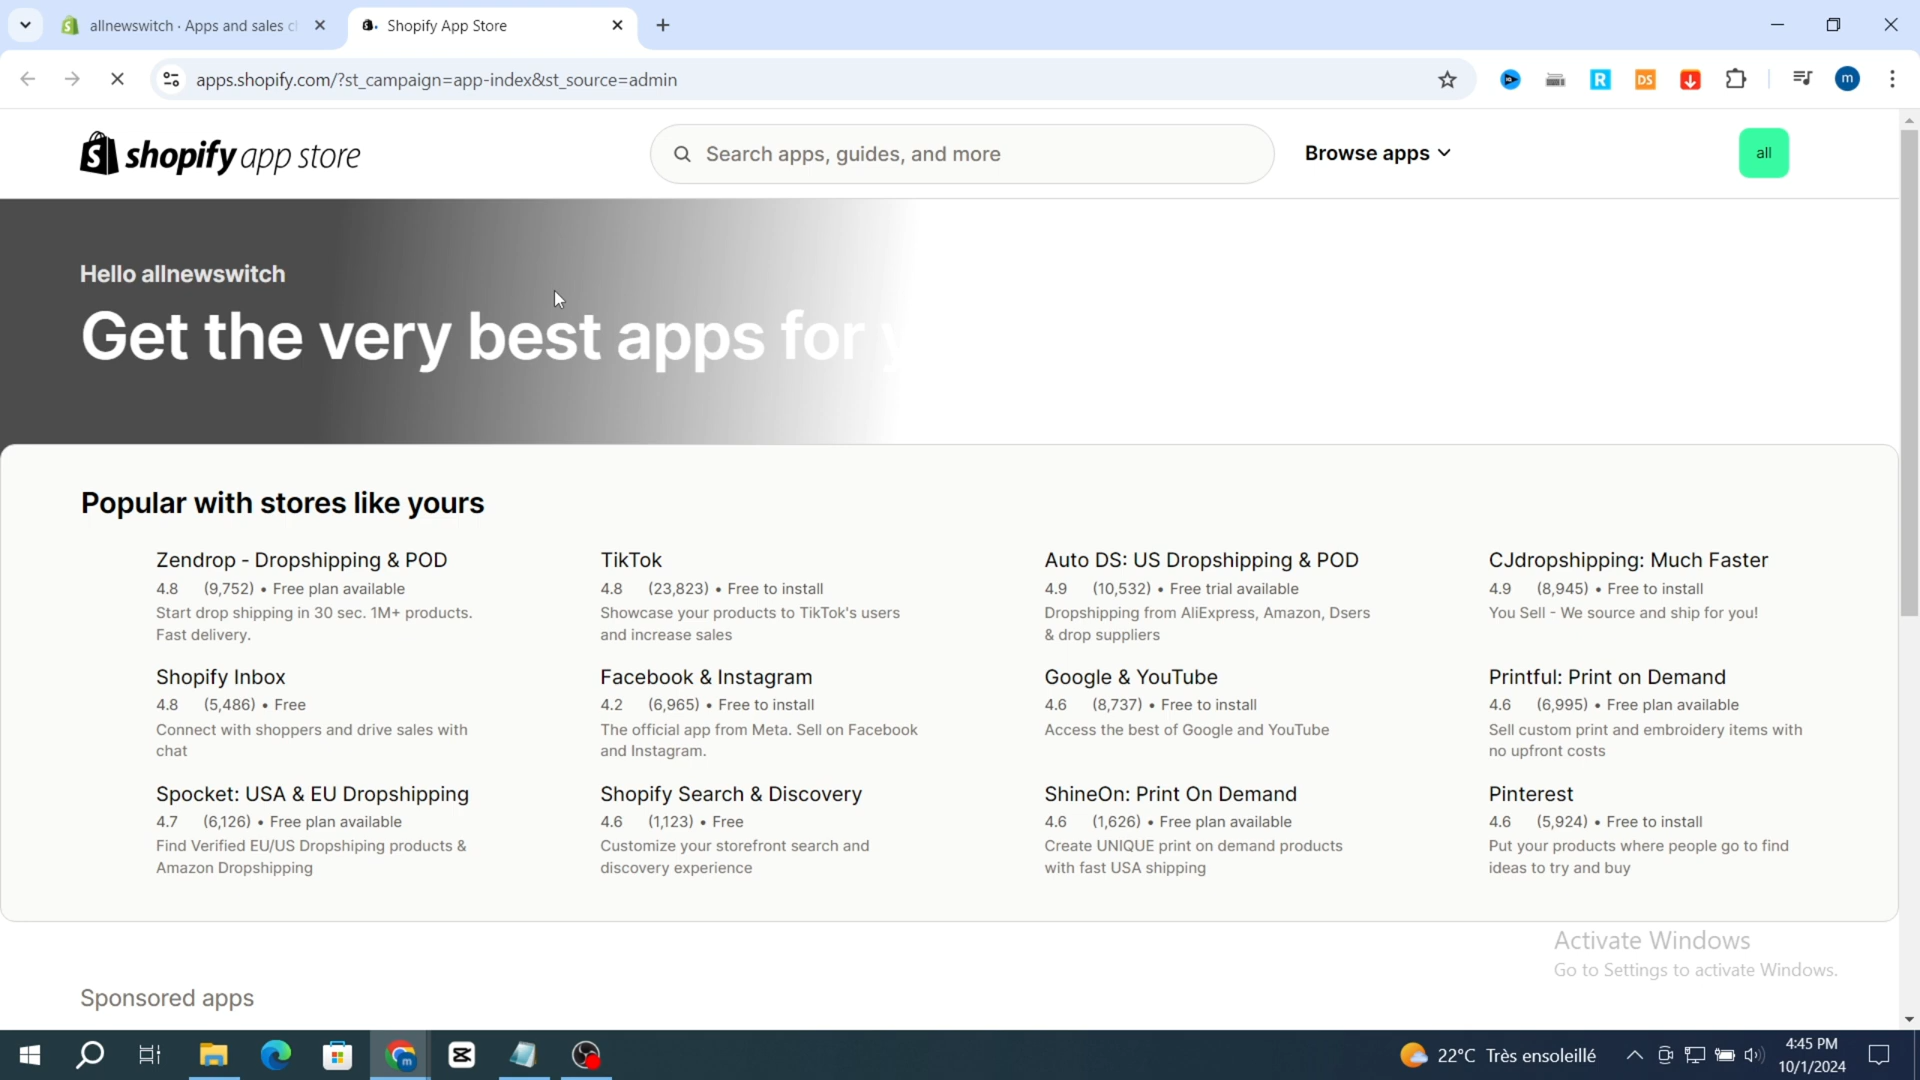 allnewswitch · Apps and sales c
Shopify App Store
apps.shopify.com/?st_campaign=app-index&st_source=admin
R
DS
m
shopify app store
Search apps, guides, and more
Browse apps
all
Hello allnewswitch
Get the very best apps for y
Popular with stores like yours
Zendrop - Dropshipping & POD
4.8 (9,752) • Free plan available
Start drop shipping in 30 sec. 1M+ products.
Fast delivery.
TikTok
4.8 (23,823) • Free to install
Showcase your products to TikTok's users
and increase sales
Auto DS: US Dropshipping & POD
4.9 (10,532) • Free trial available
Dropshipping from AliExpress, Amazon, Dsers
& drop suppliers
CJdropshipping: Much Faster
4.9 (8,945) • Free to install
You Sell - We source and ship for you!
Shopify Inbox
4.8 (5,486) • Free
Connect with shoppers and drive sales with
chat
Facebook & Instagram
4.2 (6,965) • Free to install
The official app from Meta. Sell on Facebook
and Instagram.
Google & YouTube
4.6 (8,737) • Free to install
Access the best of Google and YouTube
Printful: Print on Demand
4.6 (6,995) • Free plan available
Sell custom print and embroidery items with
no upfront costs
Spocket: USA & EU Dropshipping
4.7 (6,126) • Free plan available
Find Verified EU/US Dropshiping products &
Amazon Dropshipping
Shopify Search & Discovery
4.6 (1,123) • Free
Customize your storefront search and
discovery experience
ShineOn: Print On Demand
4.6 (1,626) • Free plan available
Create UNIQUE print on demand products
with fast USA shipping
Pinterest
4.6 (5,924) • Free to install
Put your products where people go to find
ideas to try and buy
Activate Windows
Go to Settings to activate Windows.
Sponsored apps
22°C Très ensoleillé
4:45 PM
10/1/2024